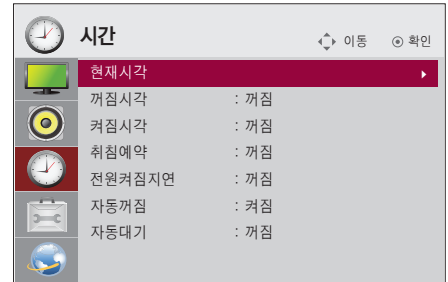 시간
이동 확인
현재시각
꺼짐시각 : 꺼짐
켜짐시각 : 꺼짐
취침예약 : 꺼짐
전원켜짐지연 : 꺼짐
자동꺼짐 : 켜짐
자동대기 : 꺼짐